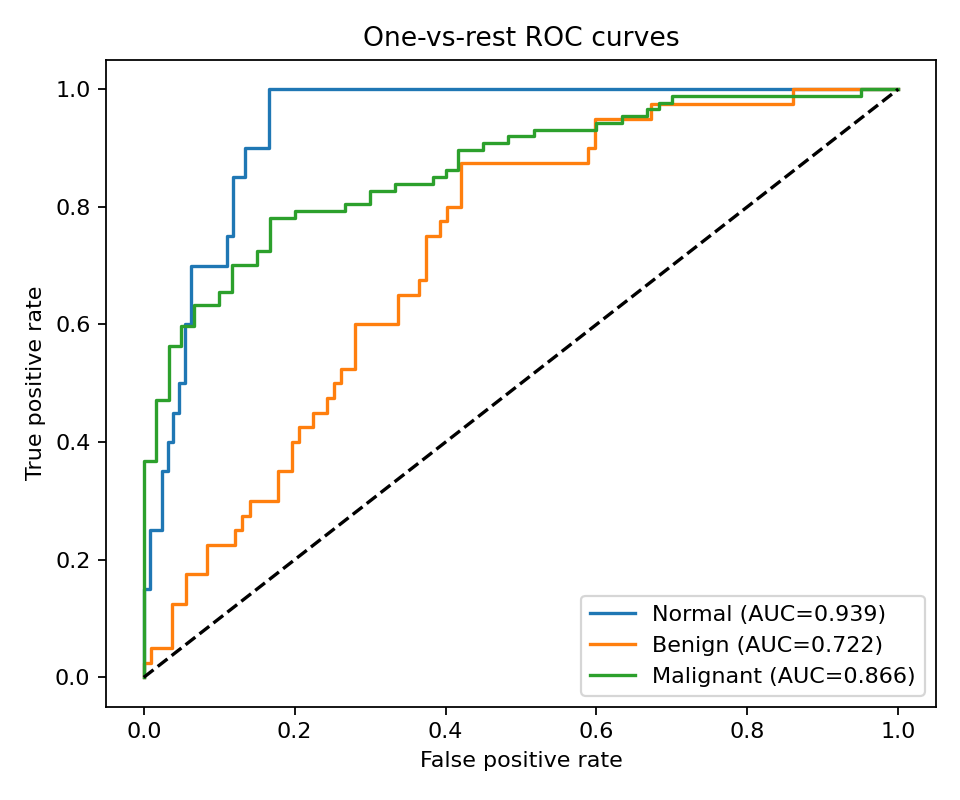 One-vs-rest ROC curves
True positive rate
1.0
0.8
0.6
0.4
0.2
0.0
Normal (AUC=0.939)
Benign (AUC=0.722)
Malignant (AUC=0.866)
0.0 0.2 0.4 0.6 0.8 1.0
False positive rate